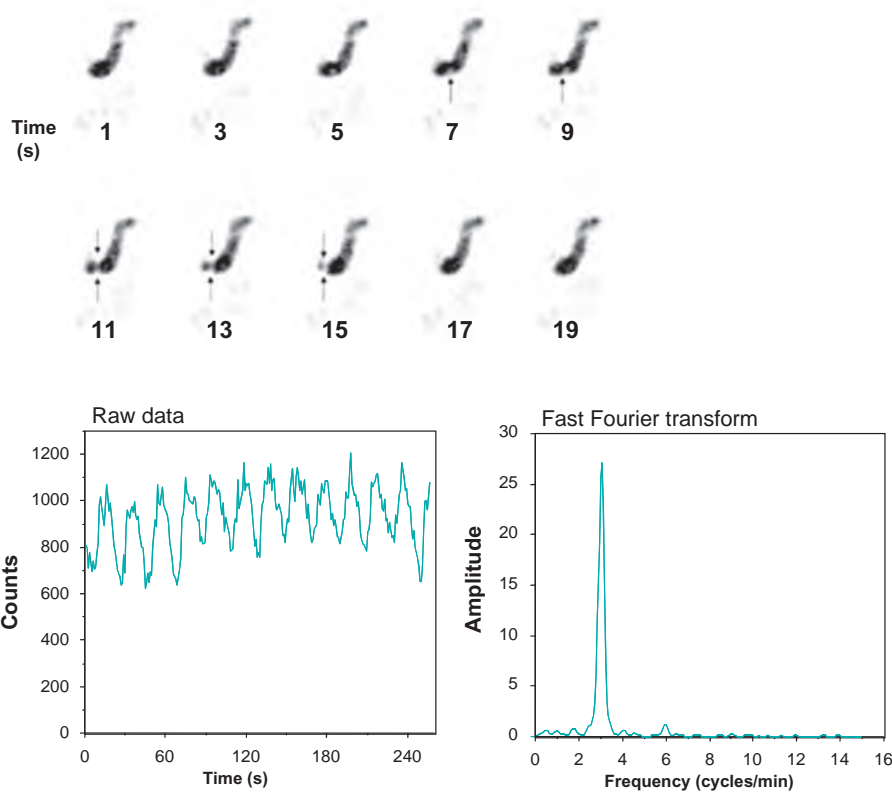 Time
(s)
1 3 5 7 9
11 13 15 17 19
Raw data
Counts
1200
1000
800
600
400
200
0
0 60 120 180 240
Time (s)
Fast Fourier transform
Amplitude
30
25
20
15
10
5
0
0 2 4 6 8 10 12 14 16
Frequency (cycles/min)